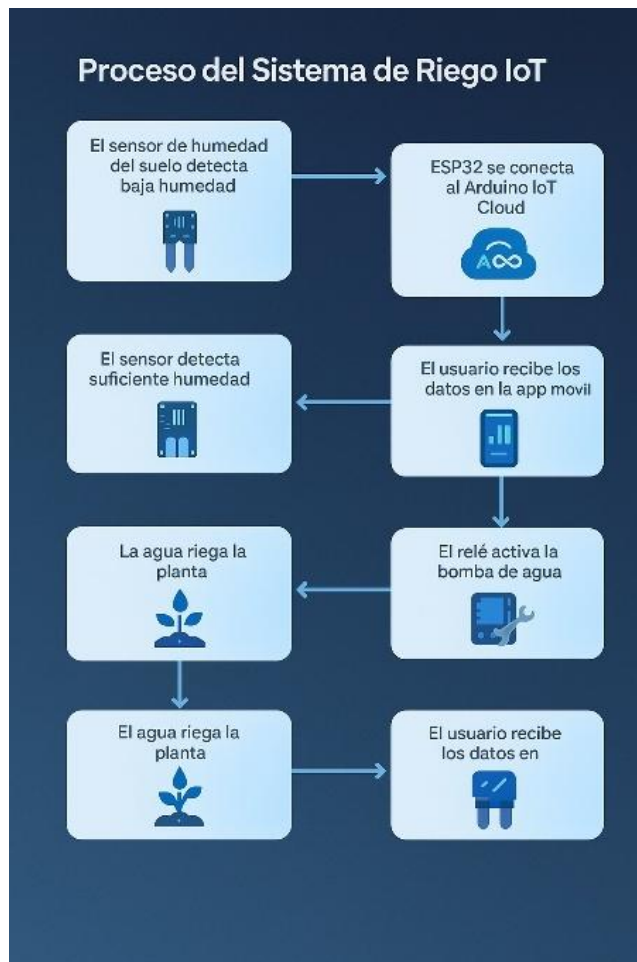 Proceso del Sistema de Riego IoT
El sensor de humedad
del suelo detecta
baja humedad
ESP32 se conecta
al Arduino IoT
Cloud
A
El sensor detecta
suficiente humedad
El usuario recibe los
datos en la app movil
La agua riega la
planta
El relé activa la
bomba de agua
El agua riega la
planta
El usuario recibe
los datos en